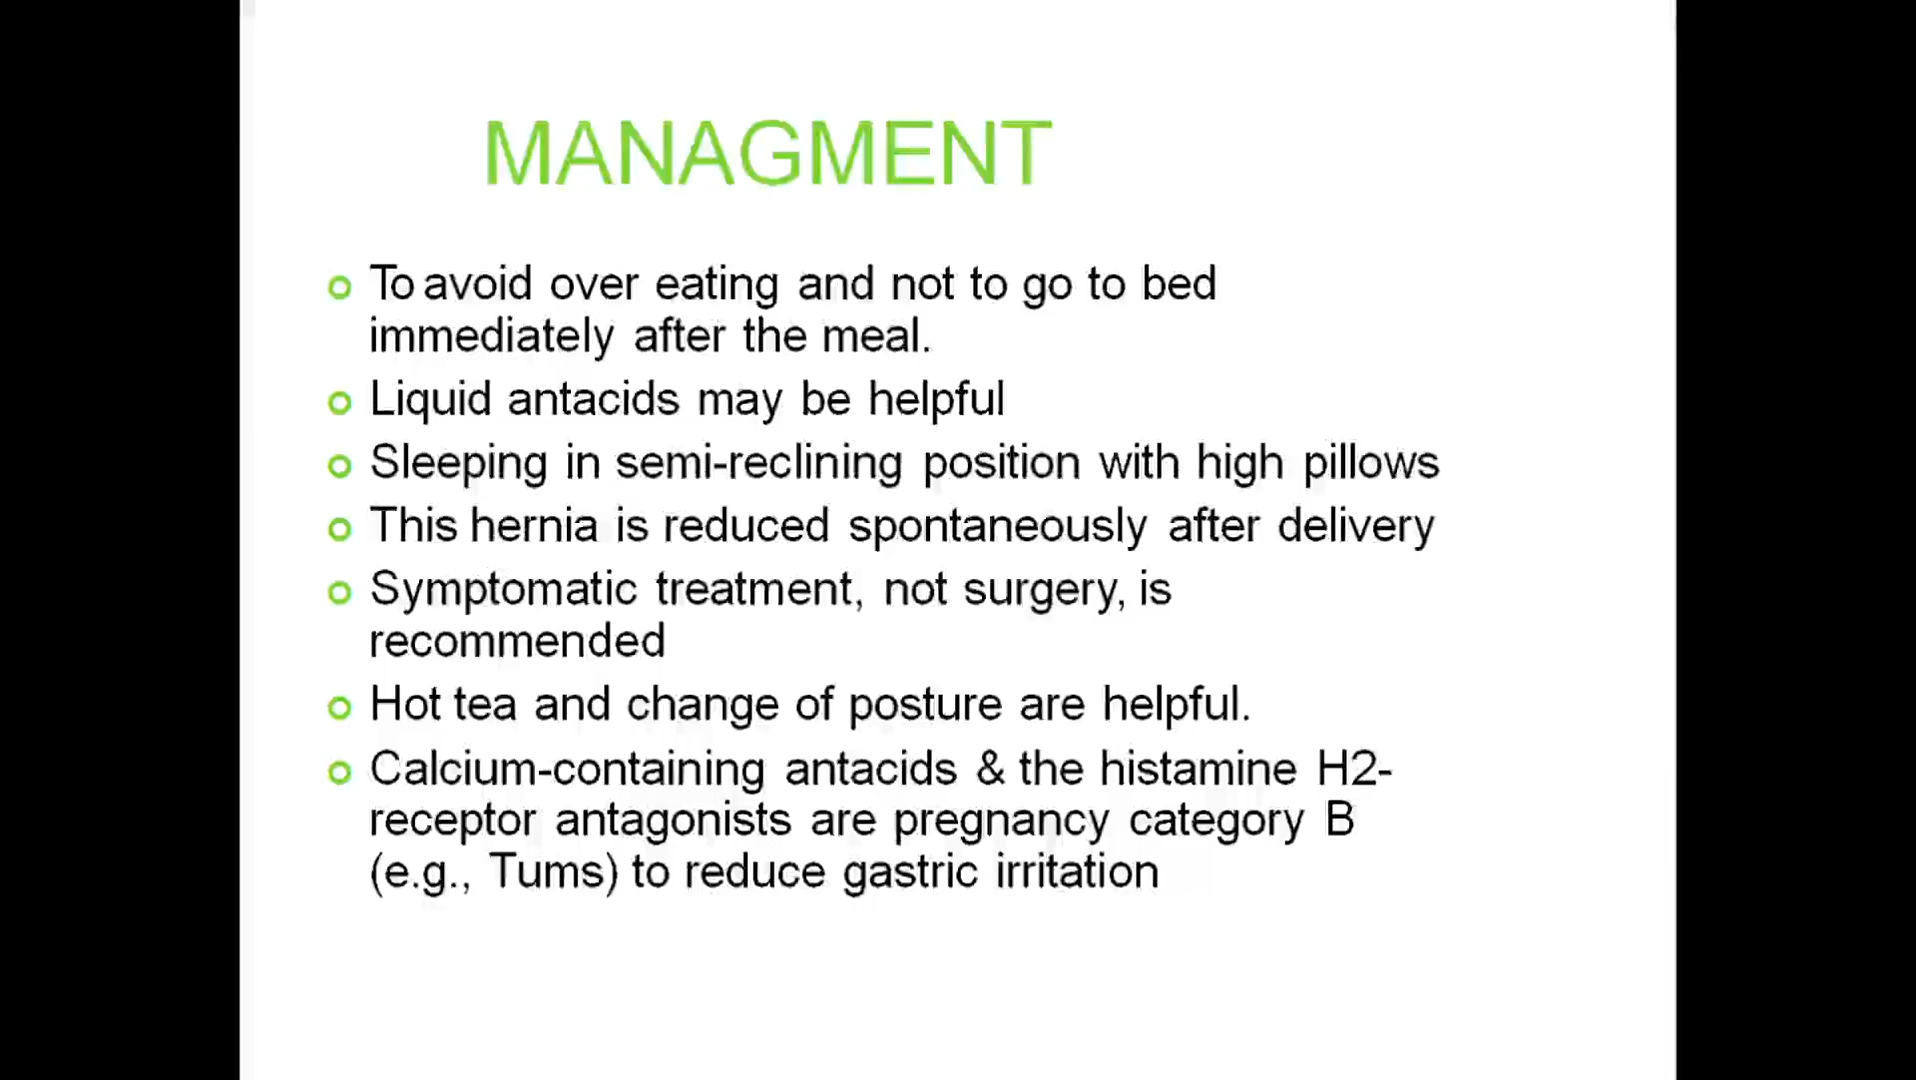 MANAGMENT
To avoid over eating and not to go to bed
immediately after the meal.
Liquid antacids may be helpful
Sleeping in semi-reclining position with high pillows
This hernia is reduced spontaneously after delivery
Symptomatic treatment, not surgery, is
recommended
Hot tea and change of posture are helpful.
Calcium-containing antacids & the histamine H2-
receptor antagonists are pregnancy category B
(e.g., Tums) to reduce gastric irritation